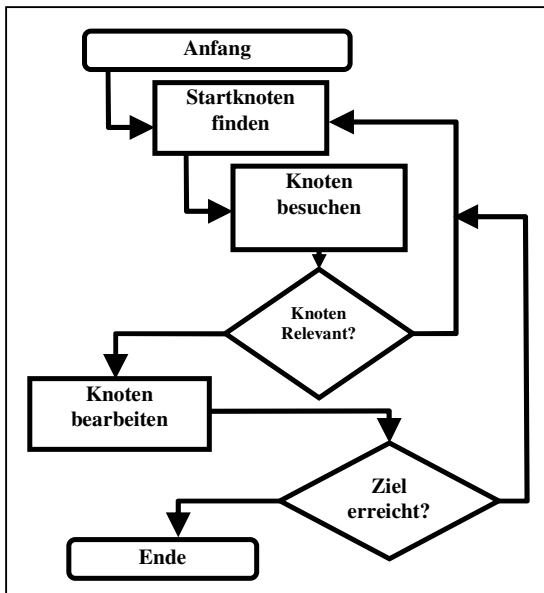 Anfang
Startknoten
finden
Knoten
besuchen
Knoten
Relevant?
Knoten
bearbeiten
Ziel
erreicht?
Ende